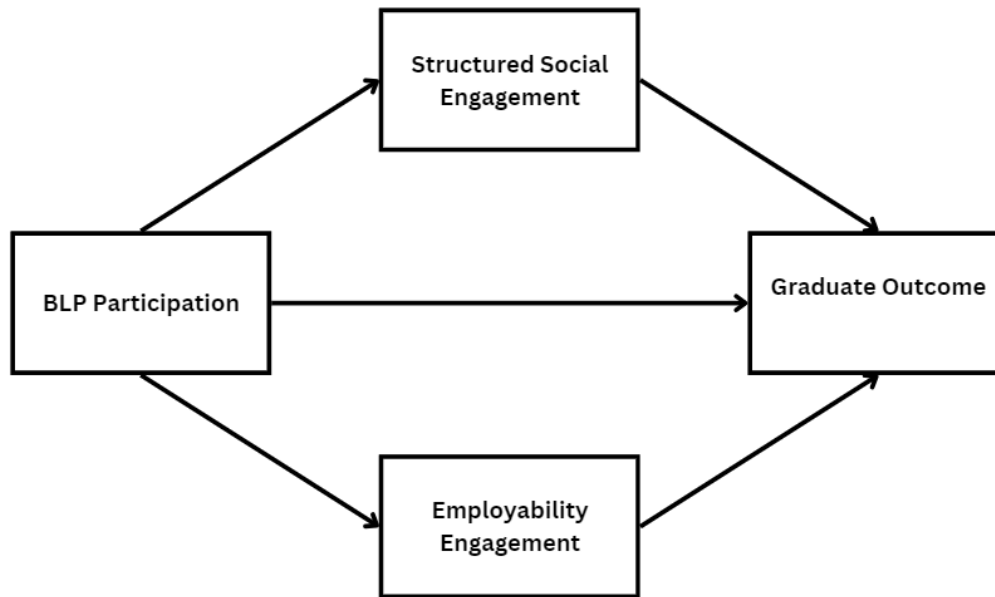 Structured Social
Engagement
BLP Participation
Graduate Outcome
Employability
Engagement